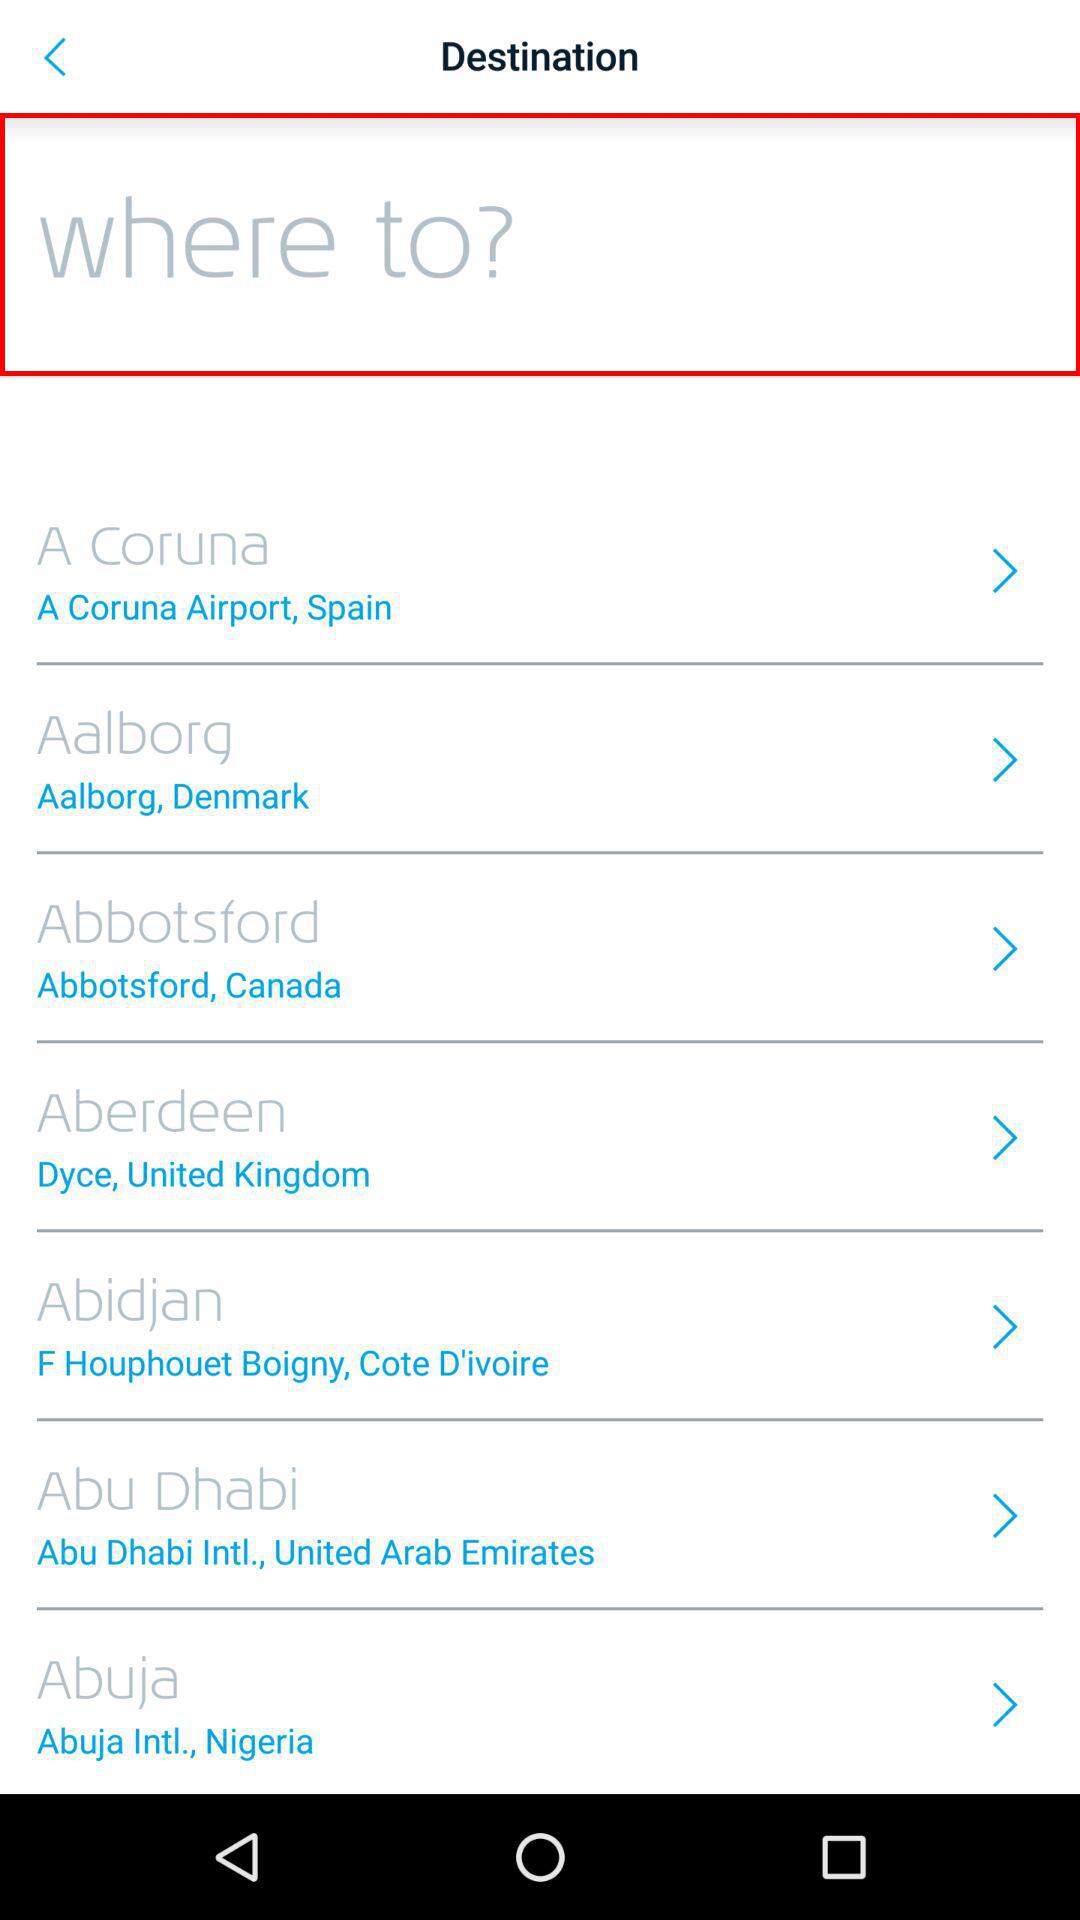 Destination
where to?
A Coruna
A Coruna Airport, Spain
Aalborg
Aalborg, Denmark
Abbotsford
Abbotsford, Canada
Aberdeen
Dyce, United Kingdom
Abidjan
F Houphouet Boigny, Cote D'ivoire
Abu Dhabi
Abu Dhabi Intl., United Arab Emirates
Abuja
Abuja Intl., Nigeria